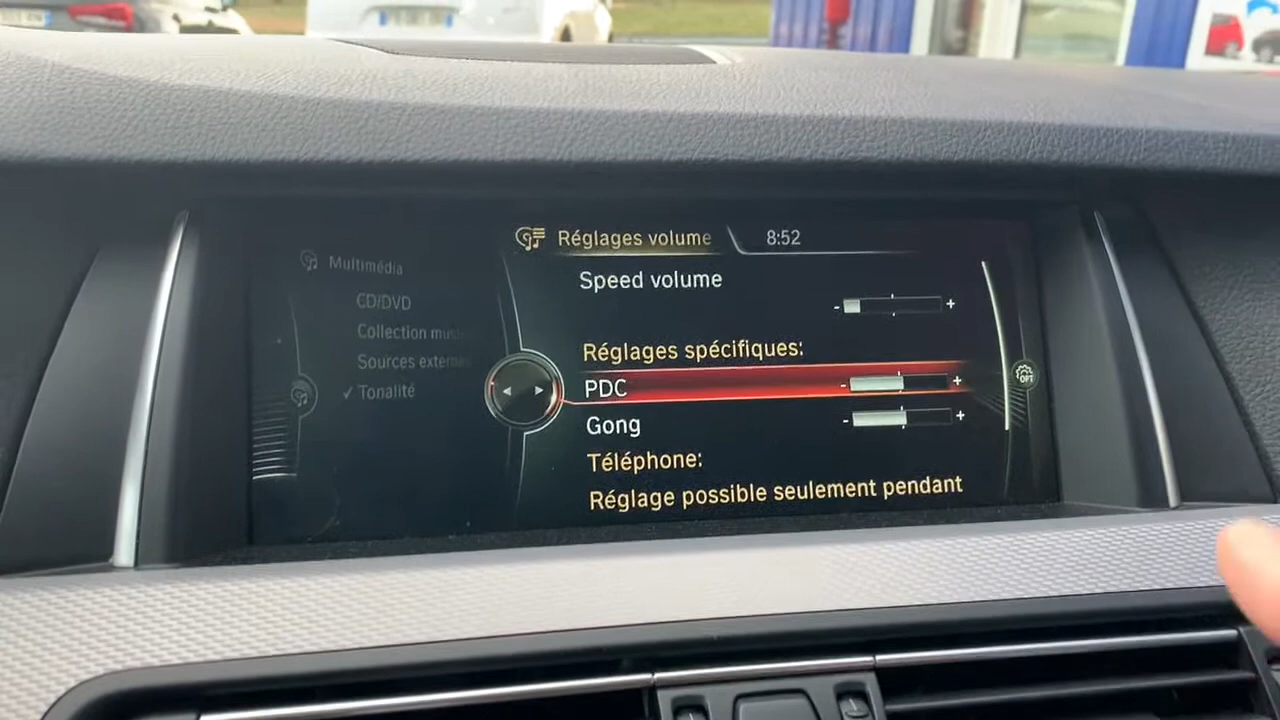 Réglages volume 8:52
Multimédia
CD/DVD
Collection mus
Sources externe
✓ Tonalité
Speed volume
- +
Réglages spécifiques:
PDC - +
Gong - +
Téléphone:
Réglage possible seulement pendant
OPT